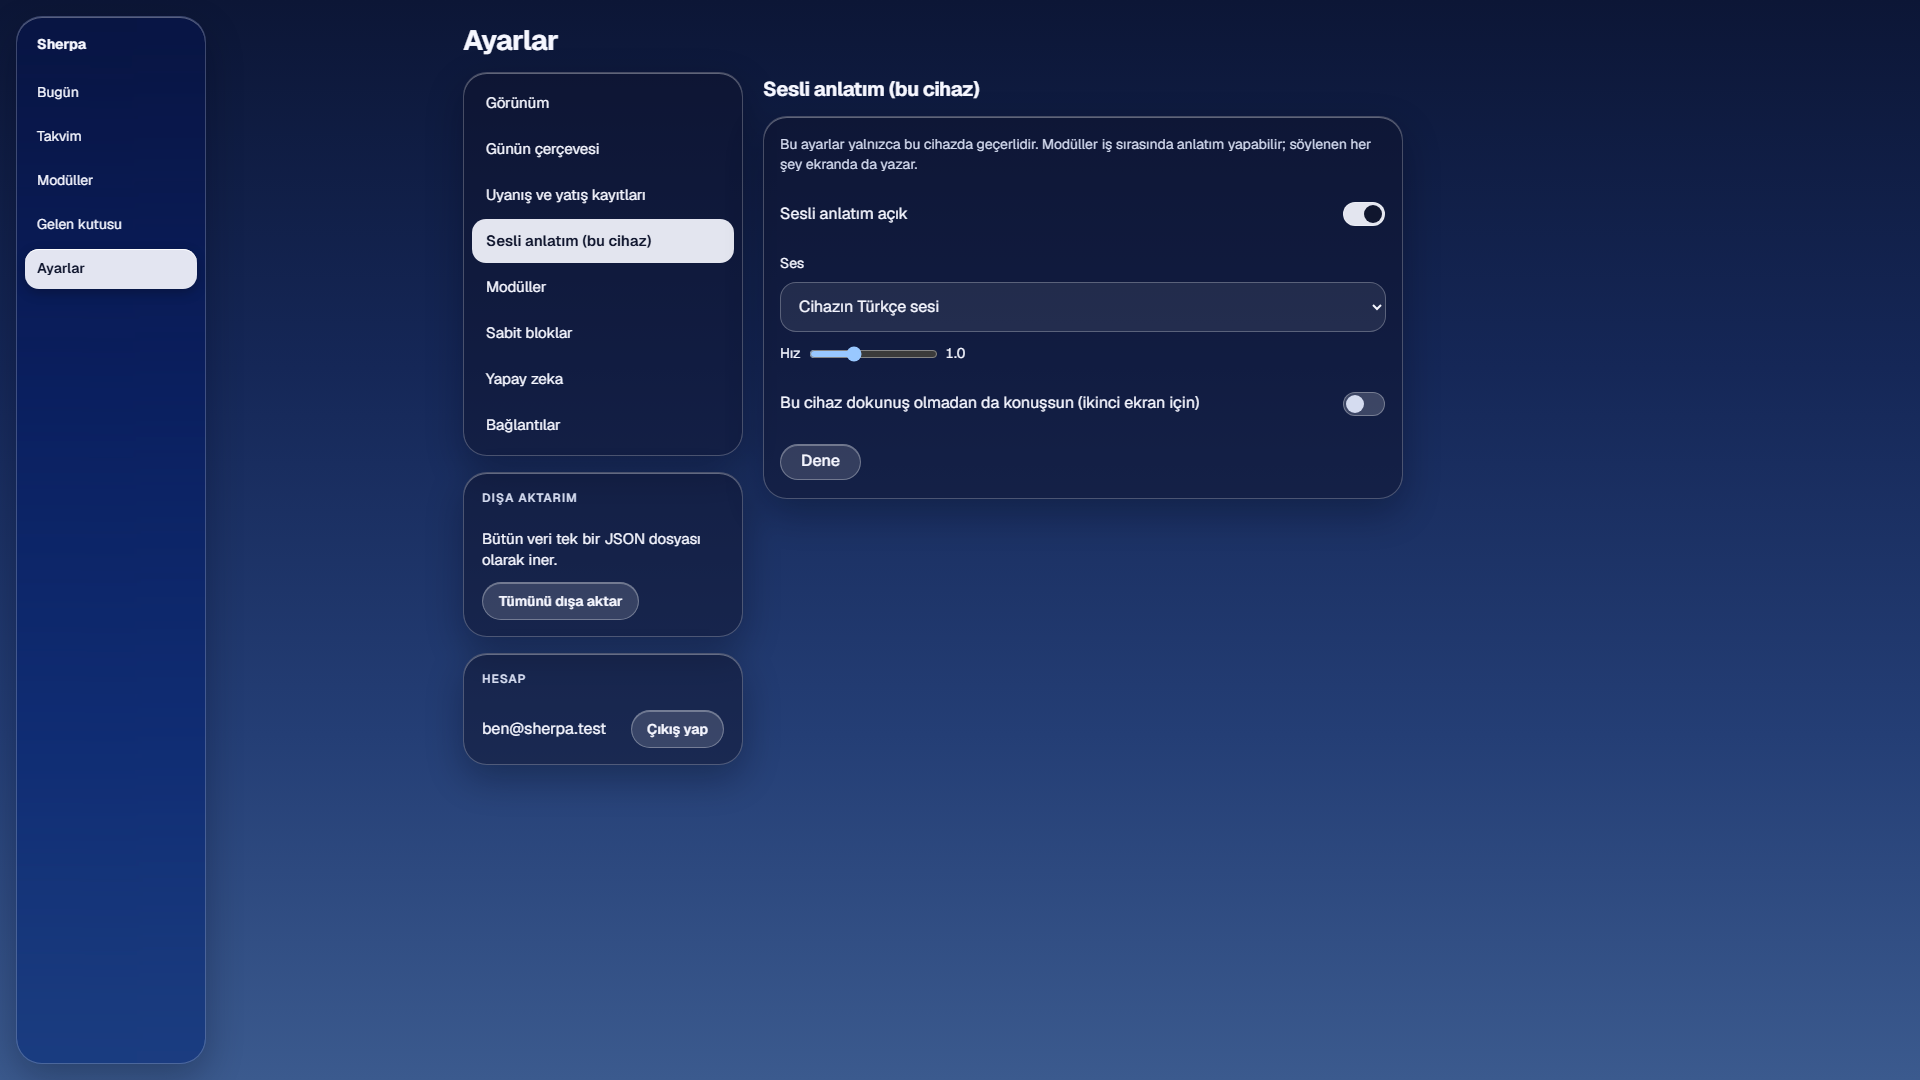 Sherpa
Bugün
Takvim
Modüller
Gelen kutusu
Ayarlar
Ayarlar
Görünüm
Günün çerçevesi
Uyanış ve yatış kayıtları
Sesli anlatım (bu cihaz)
Modüller
Sabit bloklar
Yapay zeka
Bağlantılar
DIŞA AKTARIM
Bütün veri tek bir JSON dosyası
olarak iner.
Tümünü dışa aktar
HESAP
ben@sherpa.test
Çıkış yap
Sesli anlatım (bu cihaz)
Bu ayarlar yalnızca bu cihazda geçerlidir. Modüller iş sırasında anlatım yapabilir; söylenen her
şey ekranda da yazar.
Sesli anlatım açık
Ses
Cihazın Türkçe sesi
Hız 1.0
Bu cihaz dokunuş olmadan da konuşsun (ikinci ekran için)
Dene